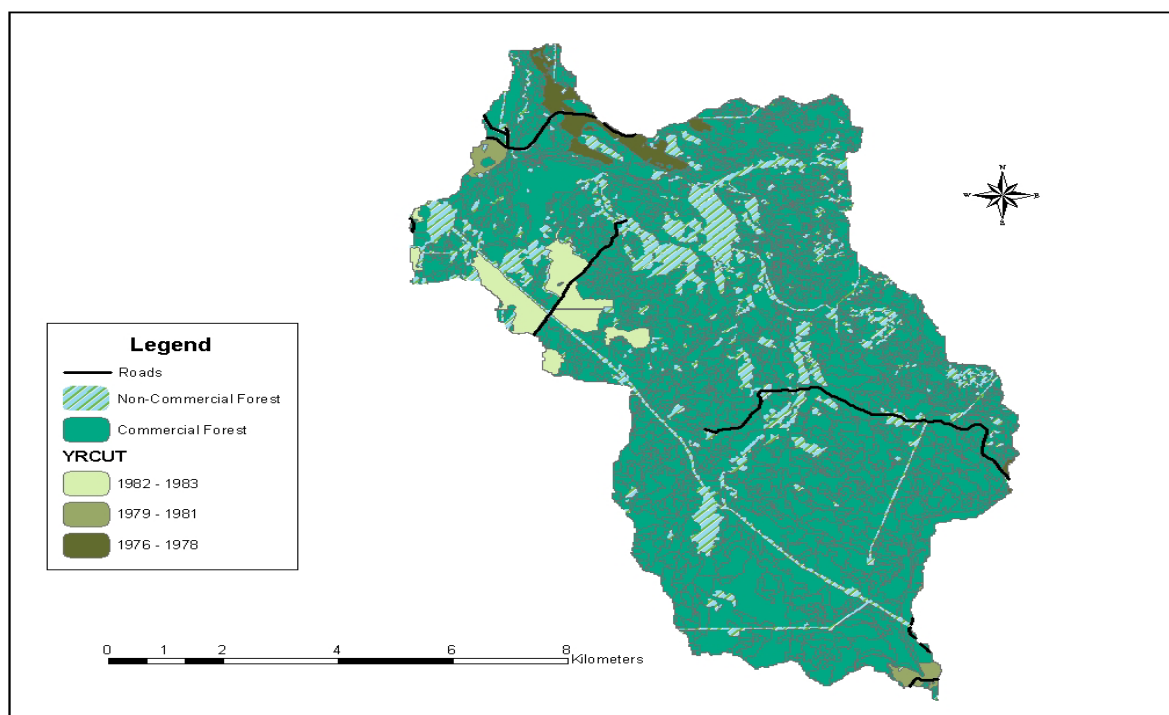 N
W
E
S
Legend
Roads
Non-Commercial Forest
Commercial Forest
YRCUT
1982 - 1983
1979 - 1981
1976 - 1978
0 2 4 6 8
Kilometers